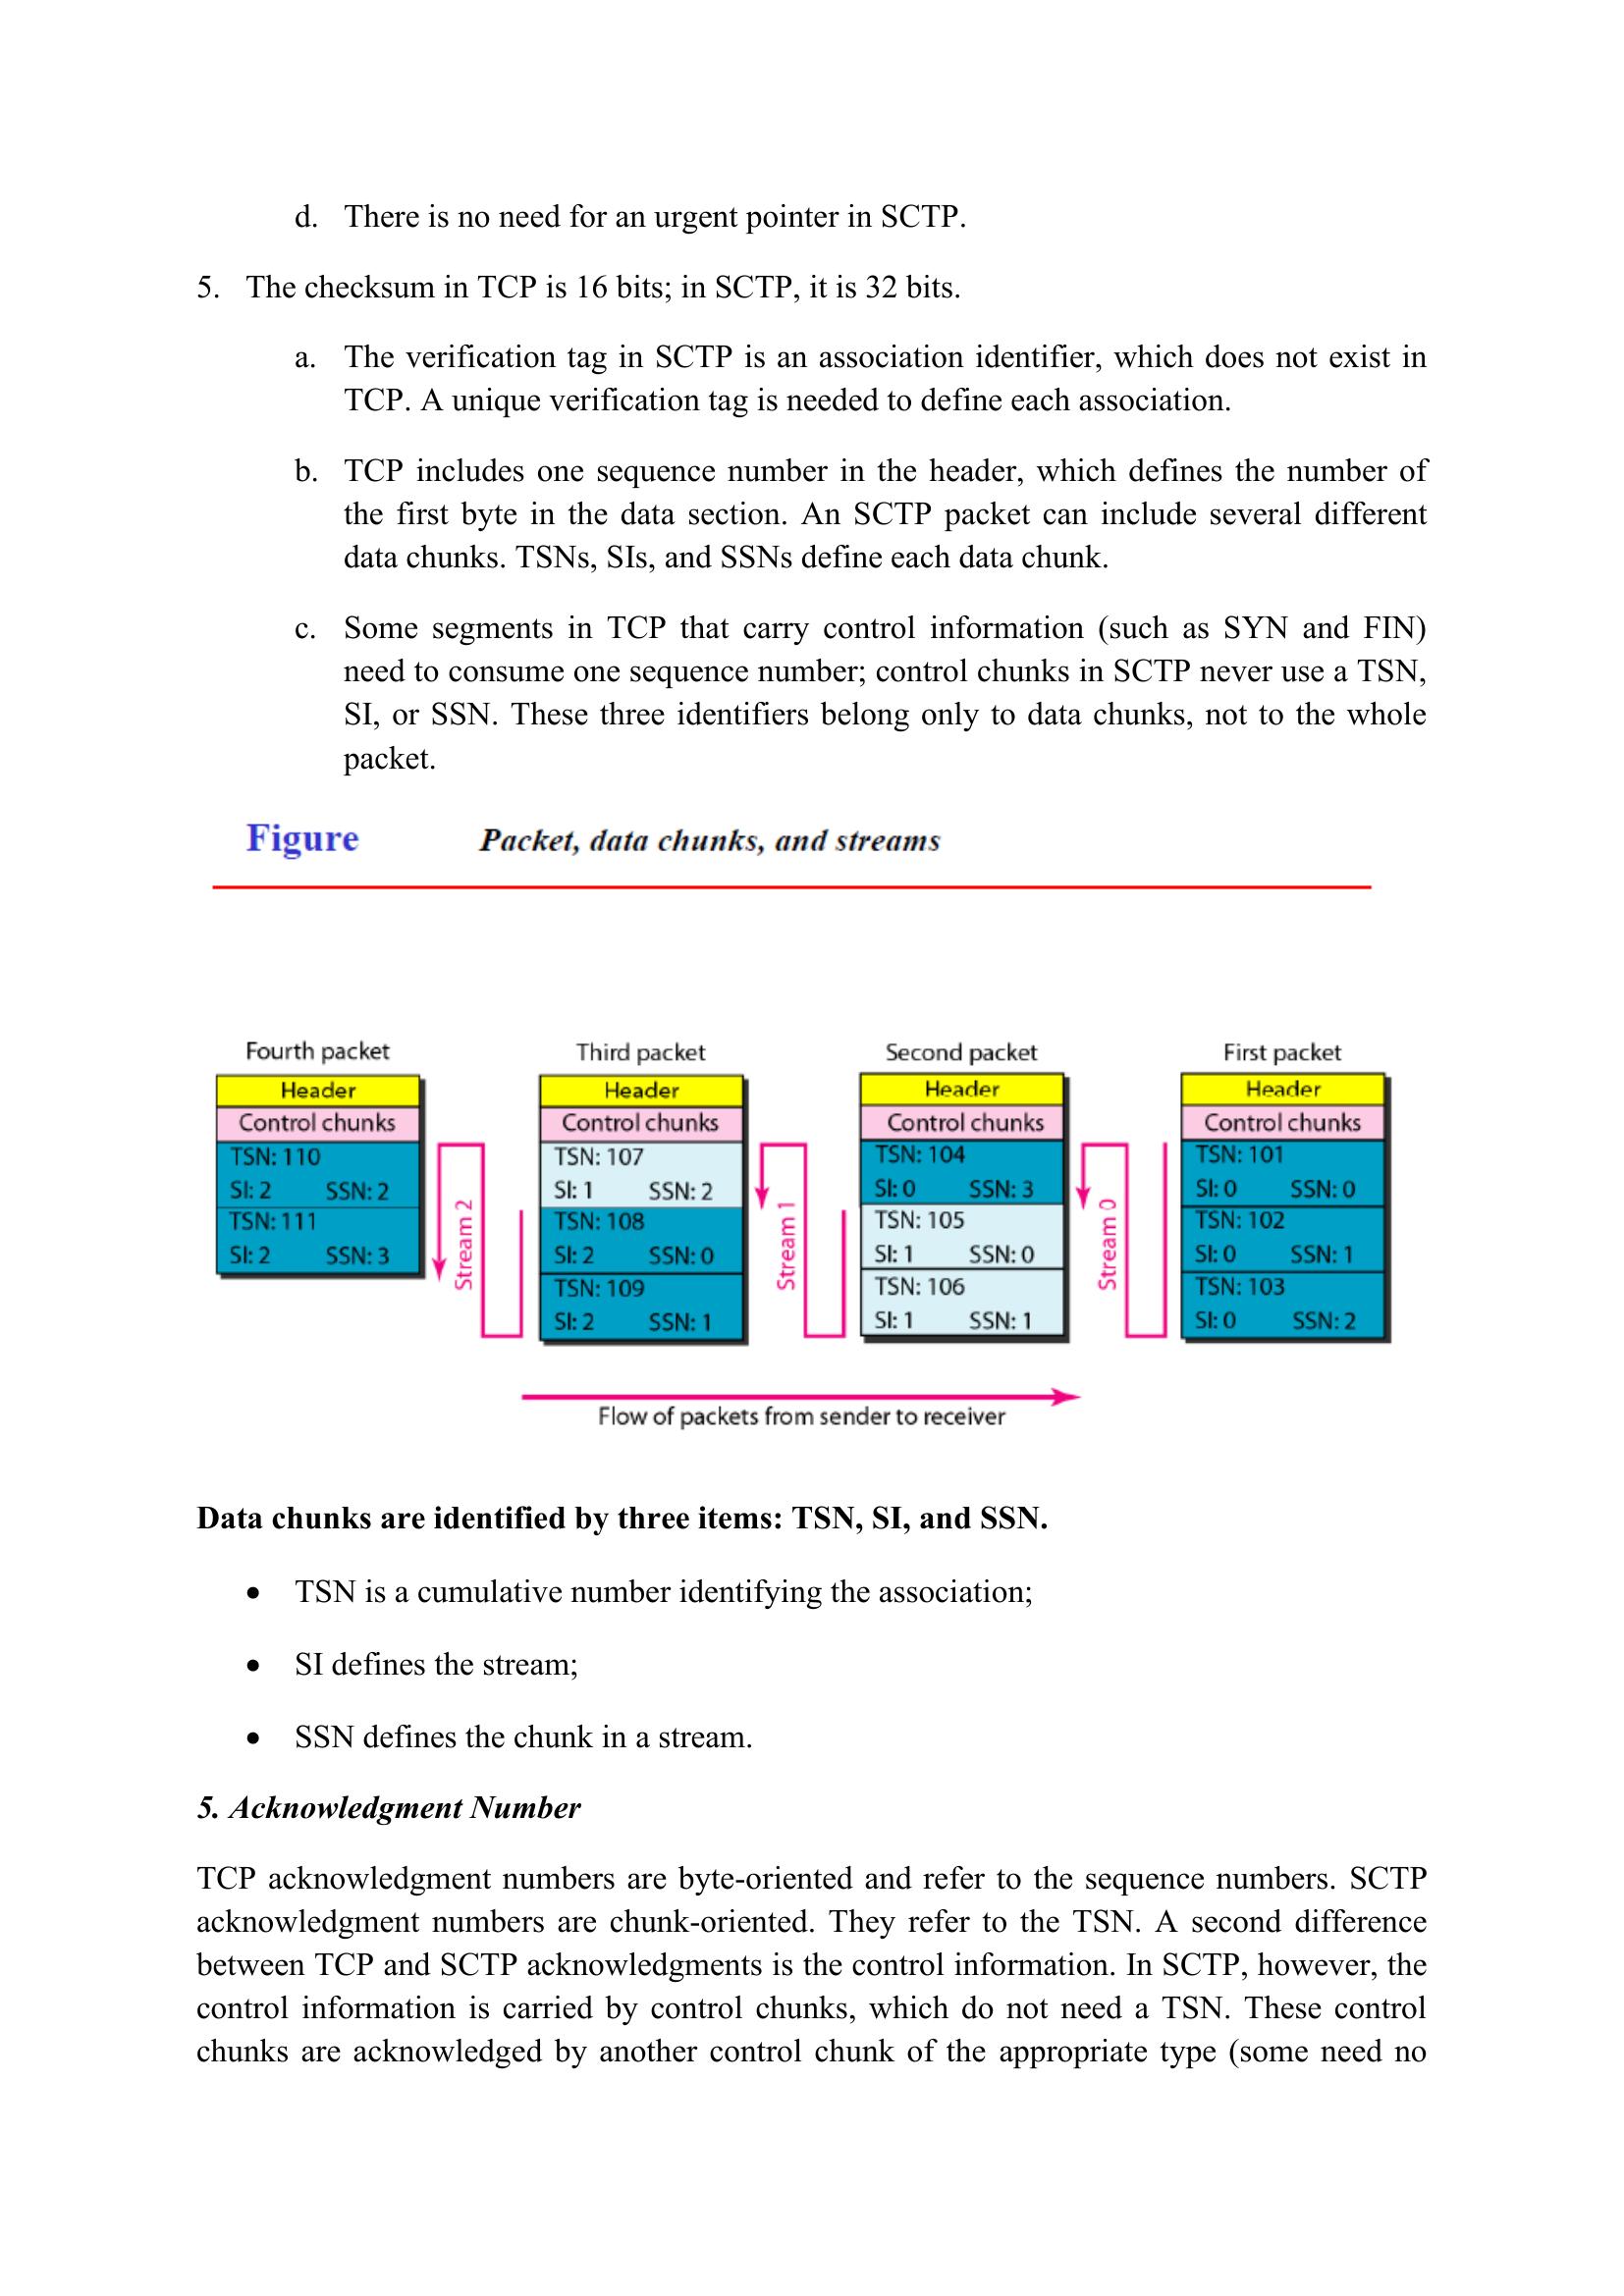 d. There is no need for an urgent pointer in SCTP.
5. The checksum in TCP is 16 bits; in SCTP, it is 32 bits.
a. The verification tag in SCTP is an association identifier, which does not exist in
TCP. A unique verification tag is needed to define each association.
b. TCP includes one sequence number in the header, which defines the number of
the first byte in the data section. An SCTP packet can include several different
data chunks. TSNs, SIs, and SSNs define each data chunk.
c. Some segments in TCP that carry control information (such as SYN and FIN)
need to consume one sequence number; control chunks in SCTP never use a TSN,
SI, or SSN. These three identifiers belong only to data chunks, not to the whole
packet.
Figure Packet, data chunks, and streams
Fourth packet
Header
Control chunks
TSN: 110
SI: 2 SSN: 2
TSN: 111
SI: 2 SSN: 3
Stream 2
Third packet
Header
Control chunks
TSN: 107
SI: 1 SSN: 2
TSN: 108
SI: 2 SSN: 0
TSN: 109
SI: 2 SSN: 1
Stream 1
Second packet
Header
Control chunks
TSN: 104
SI: 0 SSN: 3
TSN: 105
SI: 1 SSN: 0
TSN: 106
SI: 1 SSN: 1
Stream 0
First packet
Header
Control chunks
TSN: 101
SI: 0 SSN: 0
TSN: 102
SI: 0 SSN: 1
TSN: 103
SI: 0 SSN: 2
Flow of packets from sender to receiver
Data chunks are identified by three items: TSN, SI, and SSN.
• TSN is a cumulative number identifying the association;
• SI defines the stream;
• SSN defines the chunk in a stream.
5. Acknowledgment Number
TCP acknowledgment numbers are byte-oriented and refer to the sequence numbers. SCTP
acknowledgment numbers are chunk-oriented. They refer to the TSN. A second difference
between TCP and SCTP acknowledgments is the control information. In SCTP, however, the
control information is carried by control chunks, which do not need a TSN. These control
chunks are acknowledged by another control chunk of the appropriate type (some need no